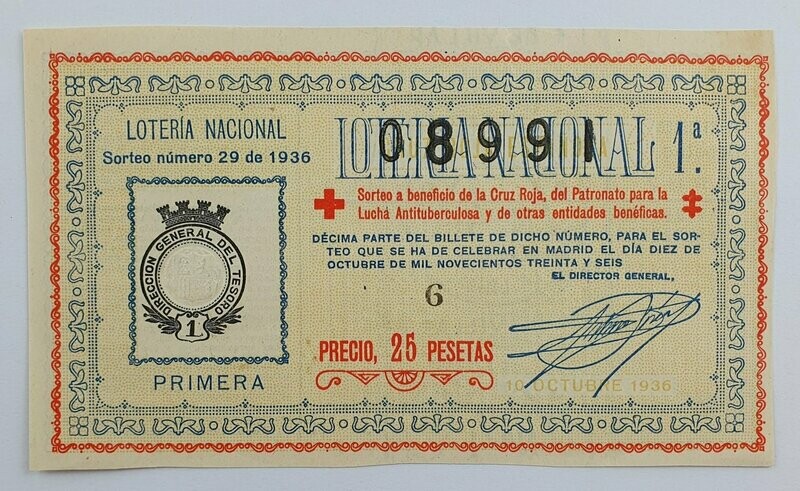 LOTERÍA NACIONAL
Sorteo número 29 de 1936
DIRECCION GENERAL DEL TESORO
1
PRIMERA
LOTERIA NACIONAL 1.ª
08991
Sorteo a beneficio de la Cruz Roja, del Patronato para la
Lucha Antituberculosa y de otras entidades benéficas.
DÉCIMA PARTE DEL BILLETE DE DICHO NÚMERO, PARA EL SOR-
TEO QUE SE HA DE CELEBRAR EN MADRID EL DÍA DIEZ DE
OCTUBRE DE MIL NOVECIENTOS TREINTA Y SEIS
EL DIRECTOR GENERAL,
6
PRECIO, 25 PESETAS
10 OCTUBRE 1936